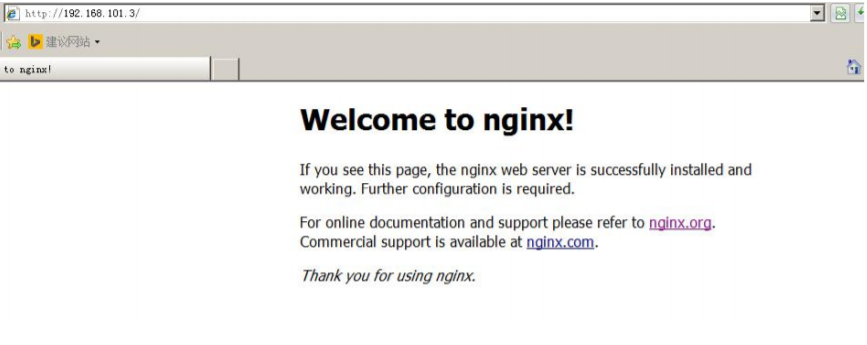 http://192.168.101.3/
建议网站
to nginx!
Welcome to nginx!
If you see this page, the nginx web server is successfully installed and
working. Further configuration is required.
For online documentation and support please refer to nginx.org.
Commercial support is available at nginx.com.
Thank you for using nginx.